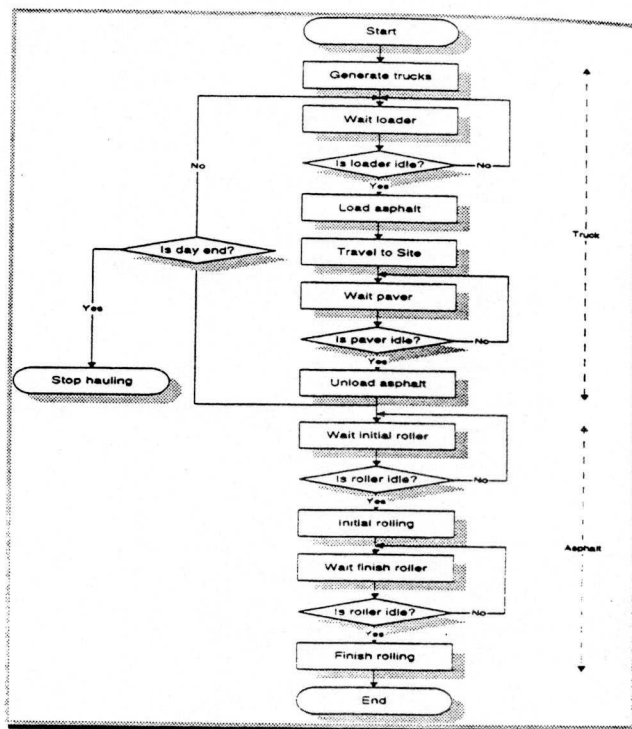 Start
Generate trucks
Wait loader
Is loader idle?
No
Yes
Load asphalt
Travel to Site
Wait paver
Is paver idle?
No
Yes
Unload asphalt
No
Is day end?
Yes
Stop hauling
Truck
Wait initial roller
Is roller idle?
No
Yes
Initial rolling
Wait finish roller
Is roller idle?
No
Yes
Finish rolling
End
Asphalt